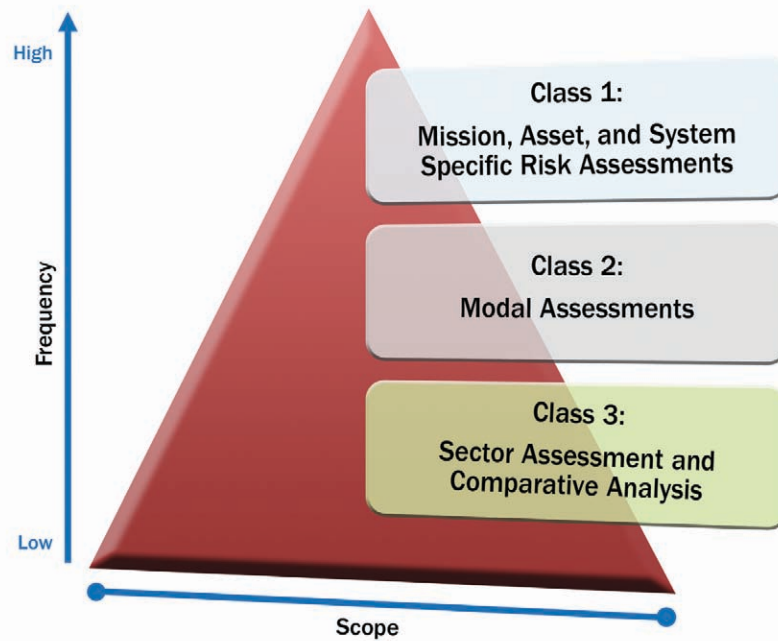 High
Class 1:
Mission, Asset, and System
Specific Risk Assessments
Class 2:
Modal Assessments
Frequency
Class 3:
Sector Assessment and
Comparative Analysis
Low
Scope